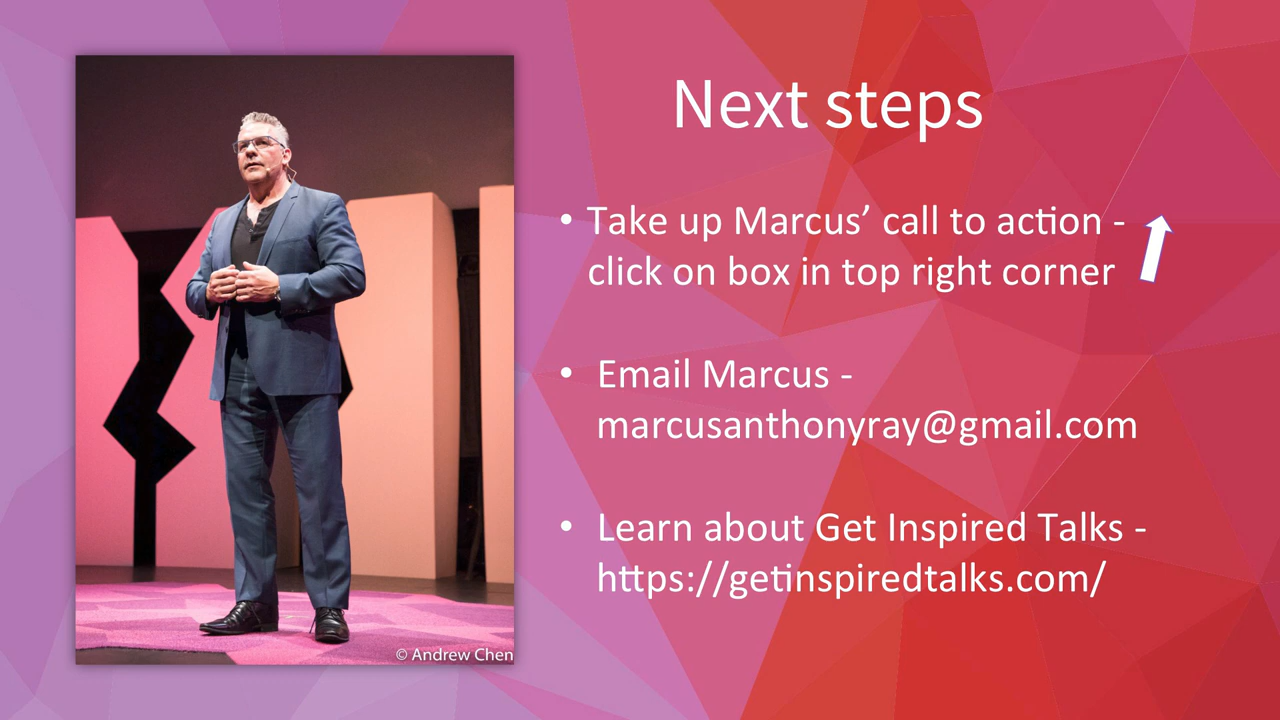 Next steps
• Take up Marcus’ call to action -
click on box in top right corner
• Email Marcus -
marcusanthonyray@gmail.com
• Learn about Get Inspired Talks -
https://getinspiredtalks.com/
© Andrew Chen